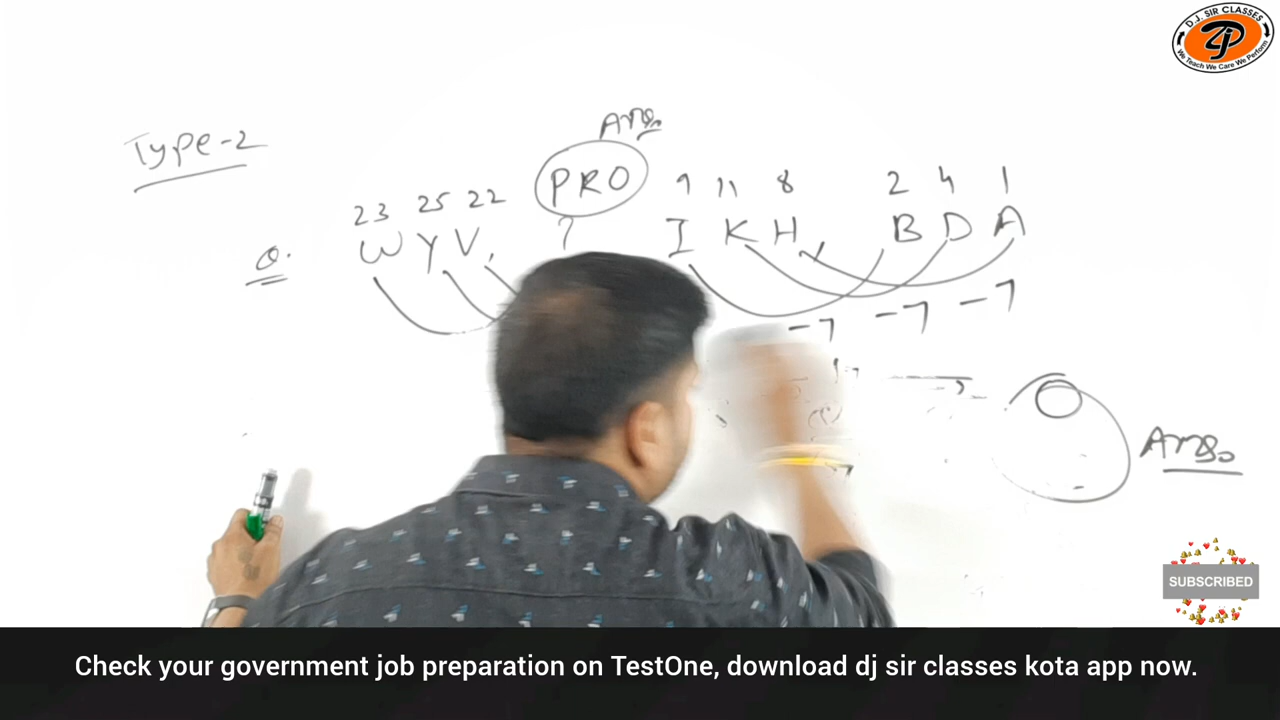 D.J. SIR CLASSES
We Teach We Care We Perform
Type-2
Ans.
PRO
23 25 22 9 11 8 2 4 1
Q. W Y V, ? I K H, B D A
-7 -7 -7
Ans.
SUBSCRIBED
Check your government job preparation on TestOne, download dj sir classes kota app now.